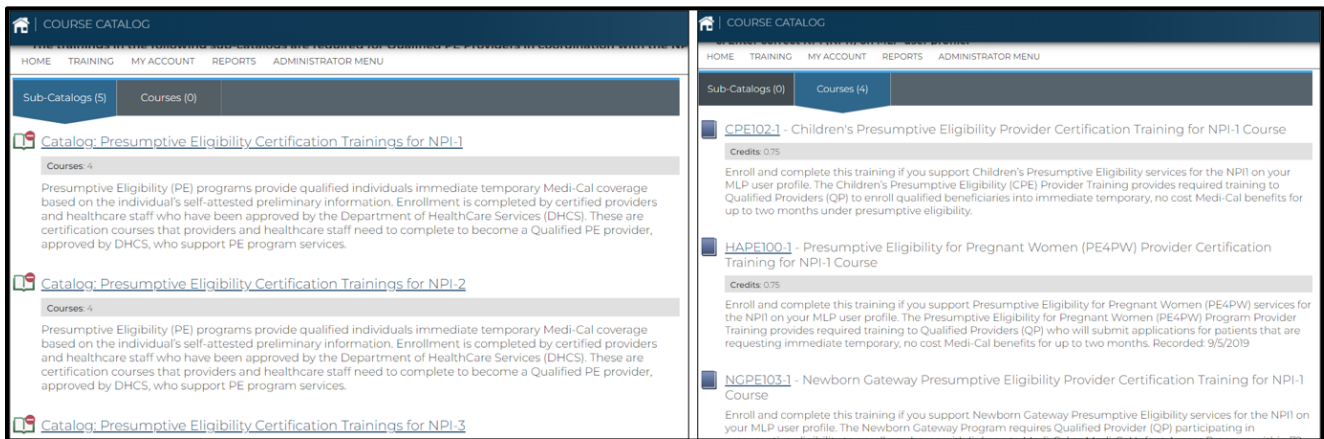 COURSE CATALOG
The trainings in the following sub-catalogs are required for Qualified PE Providers in coordination with the NP
HOME TRAINING MY ACCOUNT REPORTS ADMINISTRATOR MENU
Sub-Catalogs (5) Courses (0)
Catalog: Presumptive Eligibility Certification Trainings for NPI-1
Courses: 4
Presumptive Eligibility (PE) programs provide qualified individuals immediate temporary Medi-Cal coverage
based on the individual's self-attested preliminary information. Enrollment is completed by certified providers
and healthcare staff who have been approved by the Department of HealthCare Services (DHCS). These are
certification courses that providers and healthcare staff need to complete to become a Qualified PE provider,
approved by DHCS, who support PE program services.
Catalog: Presumptive Eligibility Certification Trainings for NPI-2
Courses: 4
Presumptive Eligibility (PE) programs provide qualified individuals immediate temporary Medi-Cal coverage
based on the individual's self-attested preliminary information. Enrollment is completed by certified providers
and healthcare staff who have been approved by the Department of HealthCare Services (DHCS). These are
certification courses that providers and healthcare staff need to complete to become a Qualified PE provider,
approved by DHCS, who support PE program services.
Catalog: Presumptive Eligibility Certification Trainings for NPI-3
COURSE CATALOG
HOME TRAINING MY ACCOUNT REPORTS ADMINISTRATOR MENU
Sub-Catalogs (0) Courses (4)
CPE102-1 - Children's Presumptive Eligibility Provider Certification Training for NPI-1 Course
Credits: 0.75
Enroll and complete this training if you support Children's Presumptive Eligibility services for the NPI1 on your
MLP user profile. The Children's Presumptive Eligibility (CPE) Provider Training provides required training to
Qualified Providers (QP) to enroll qualified beneficiaries into immediate temporary, no cost Medi-Cal benefits for
up to two months under presumptive eligibility.
HAPE100-1 - Presumptive Eligibility for Pregnant Women (PE4PW) Provider Certification
Training for NPI-1 Course
Credits: 0.75
Enroll and complete this training if you support Presumptive Eligibility for Pregnant Women (PE4PW) services for
the NPI1 on your MLP user profile. The Presumptive Eligibility for Pregnant Women (PE4PW) Program Provider
Training provides required training to Qualified Providers (QP) who will submit applications for patients that are
requesting immediate temporary, no cost Medi-Cal benefits for up to two months. Recorded: 9/5/2019
NGPE103-1 - Newborn Gateway Presumptive Eligibility Provider Certification Training for NPI-1
Course
Enroll and complete this training if you support Newborn Gateway Presumptive Eligibility services for the NPI1 on
your MLP user profile. The Newborn Gateway Program requires Qualified Provider (QP) participating in